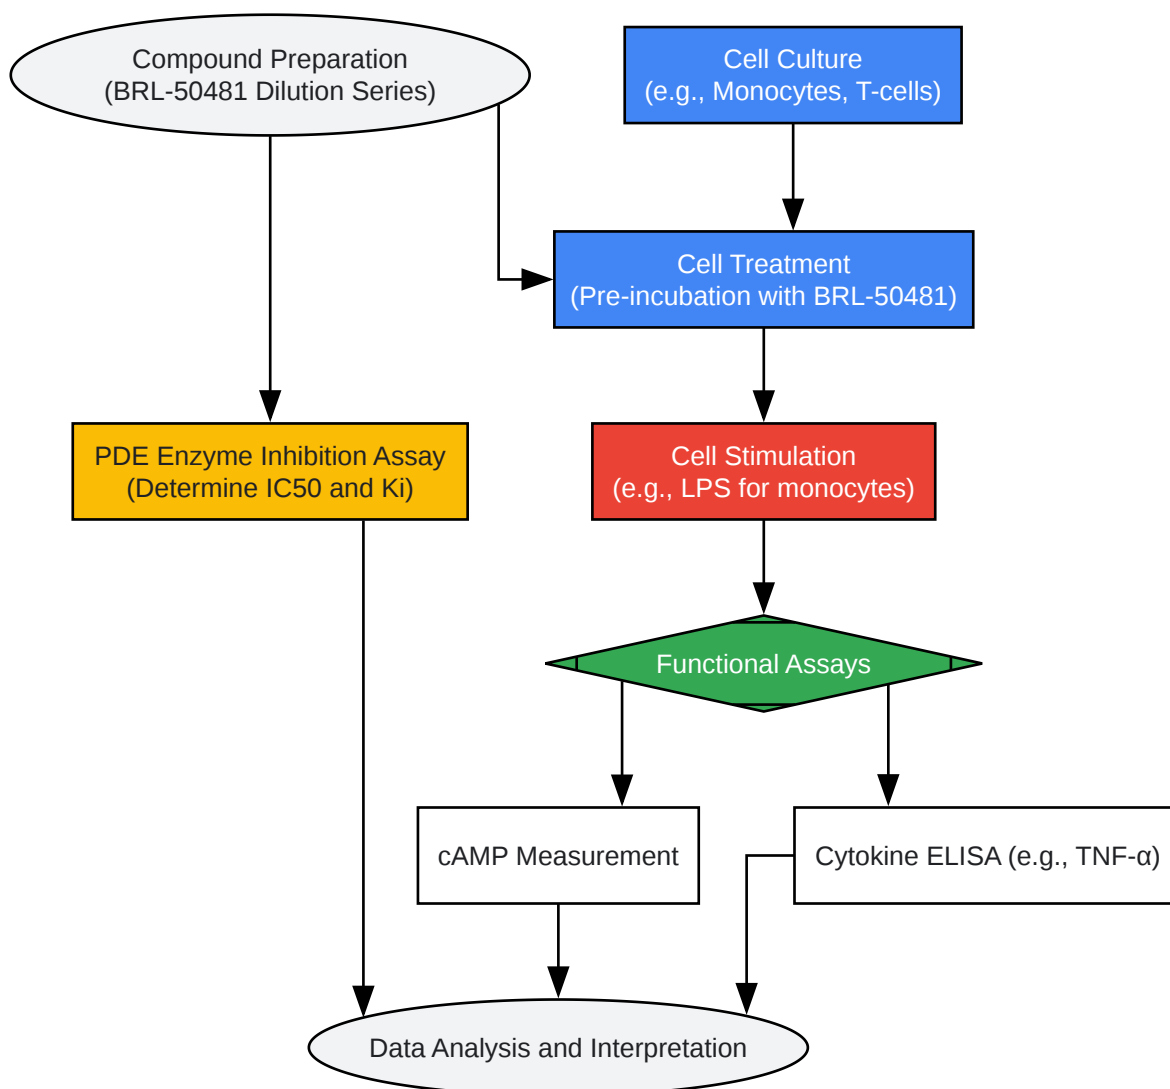 Compound Preparation
(BRL-50481 Dilution Series)
Cell Culture
(e.g., Monocytes, T-cells)
Cell Treatment
(Pre-incubation with BRL-50481)
PDE Enzyme Inhibition Assay
(Determine IC50 and Ki)
Cell Stimulation
(e.g., LPS for monocytes)
Functional Assays
cAMP Measurement
Cytokine ELISA (e.g., TNF-α)
Data Analysis and Interpretation